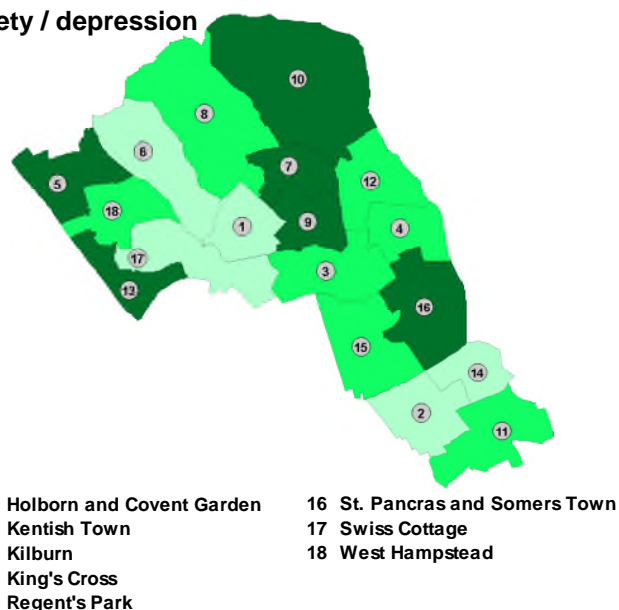 ety / depression
10
8
6
7
12
5
18
1
9
4
17
3
13
16
15
14
2
11
Holborn and Covent Garden
Kentish Town
Kilburn
King's Cross
Regent's Park
16 St. Pancras and Somers Town
17 Swiss Cottage
18 West Hampstead